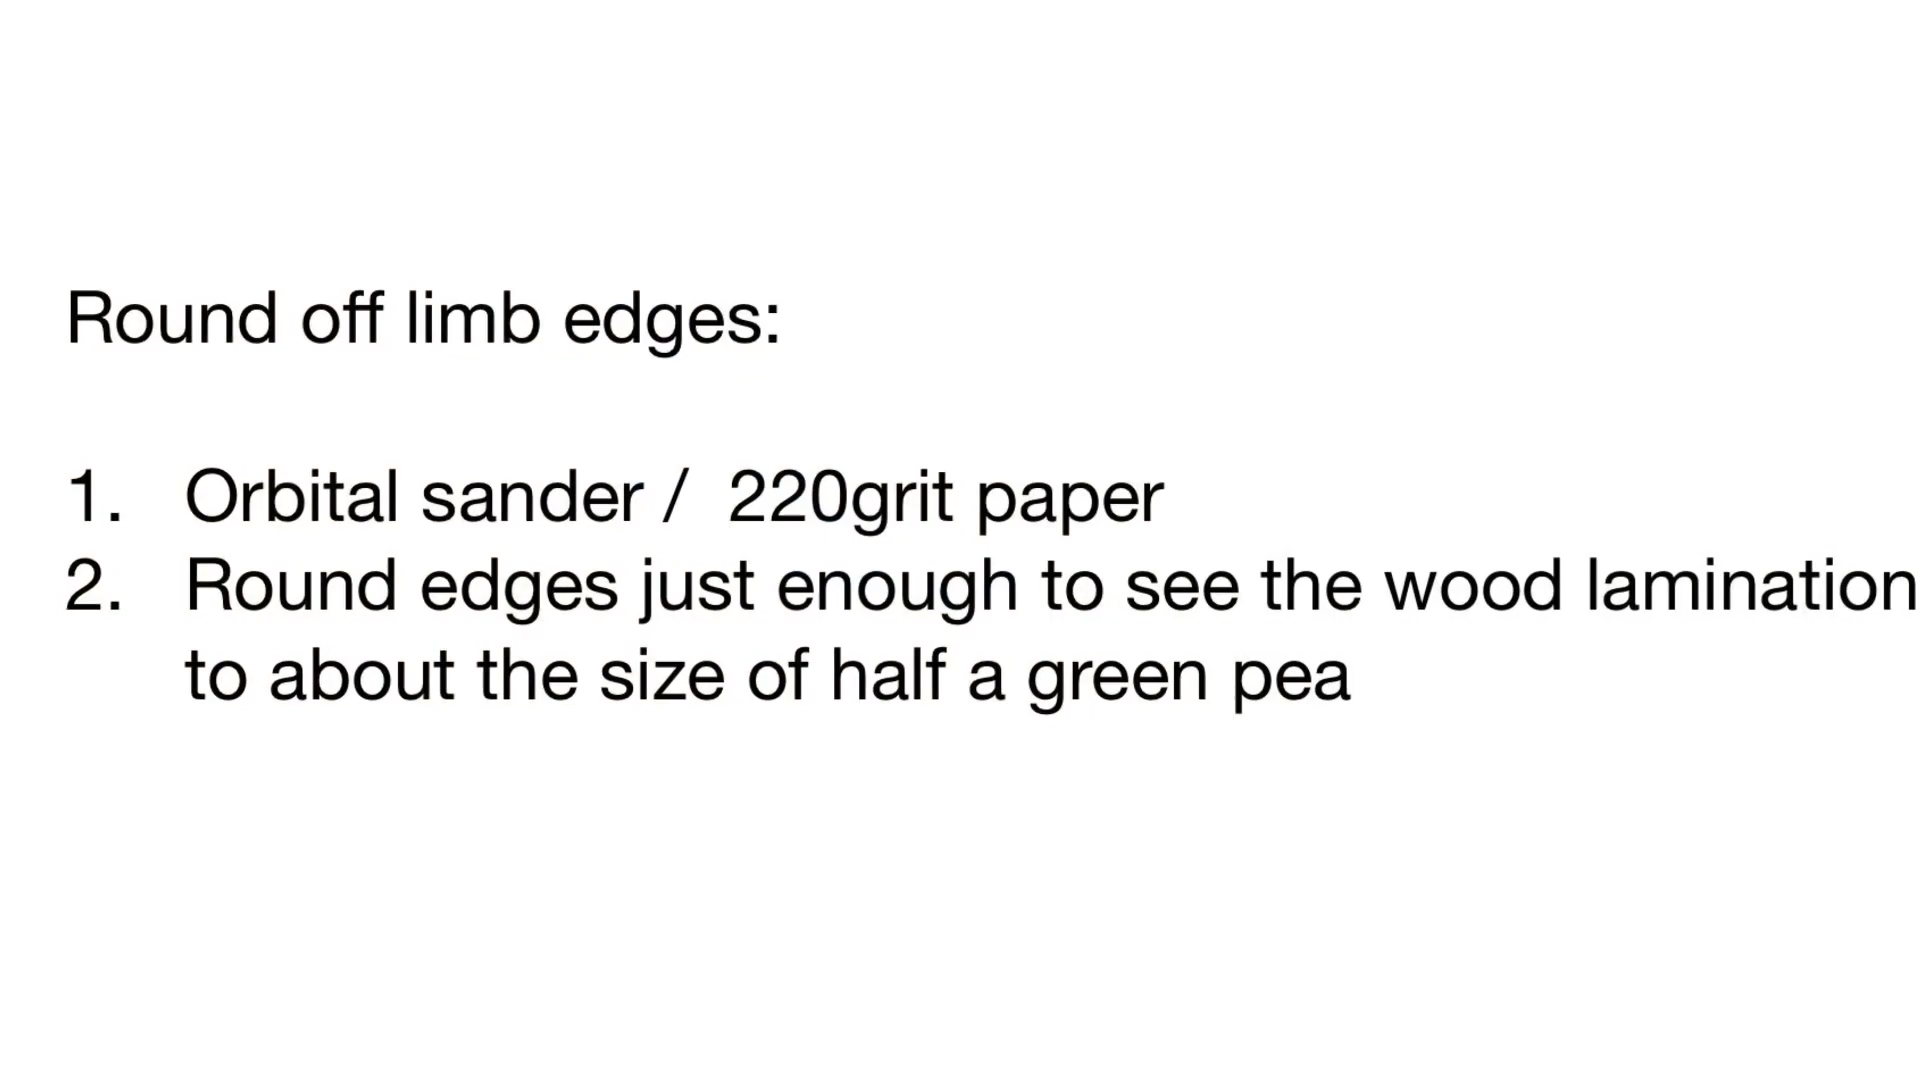 Round off limb edges:
1. Orbital sander /  220grit paper
2. Round edges just enough to see the wood lamination
to about the size of half a green pea